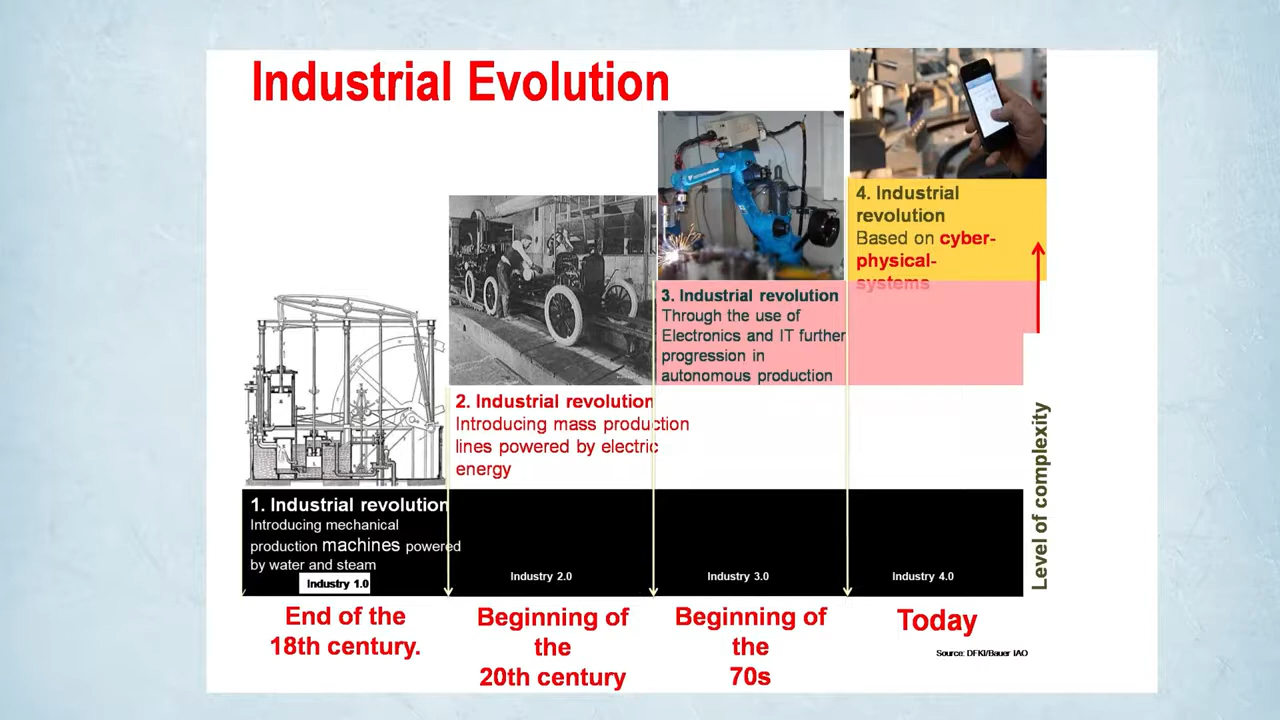 Industrial Evolution
4. Industrial
revolution
Based on cyber-
physical-
systems
3. Industrial revolution
Through the use of
Electronics and IT further
progression in
autonomous production
2. Industrial revolution
Introducing mass production
lines powered by electric
energy
1. Industrial revolution
Introducing mechanical
production machines powered
by water and steam
Industry 1.0
Industry 2.0
Industry 3.0
Industry 4.0
Level of complexity
End of the
18th century.
Beginning of
the
20th century
Beginning of
the
70s
Today
Source: DFKI/Bauer IAO